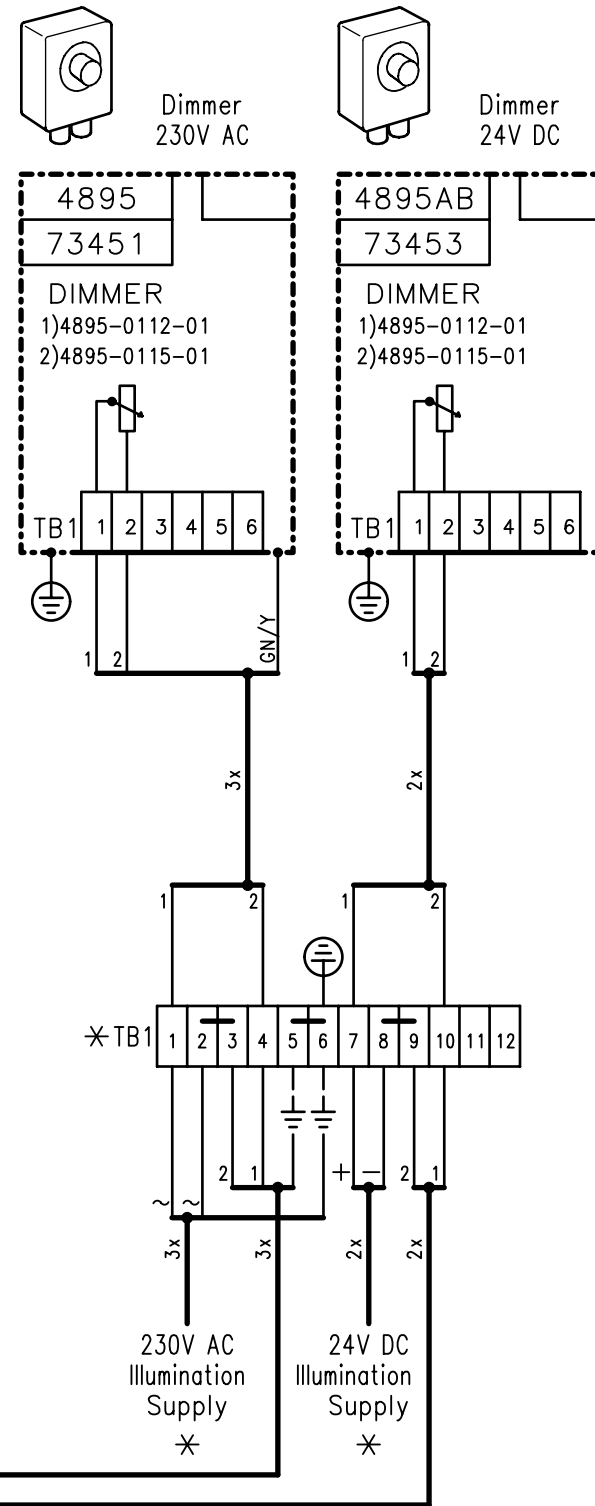 Dimmer
230V AC
Dimmer
24V DC
4895
73451
DIMMER
1)4895-0112-01
2)4895-0115-01
4895AB
73453
DIMMER
1)4895-0112-01
2)4895-0115-01
TB1 1 2 3 4 5 6
TB1 1 2 3 4 5 6
1 2 GN/Y
1 2
3x
2x
1 2
1 2
*TB1 1 2 3 4 5 6 7 8 9 10 11 12
2 1
+ − 2 1
~ ~
3x 3x 2x 2x
230V AC
Illumination
Supply
*
24V DC
Illumination
Supply
*